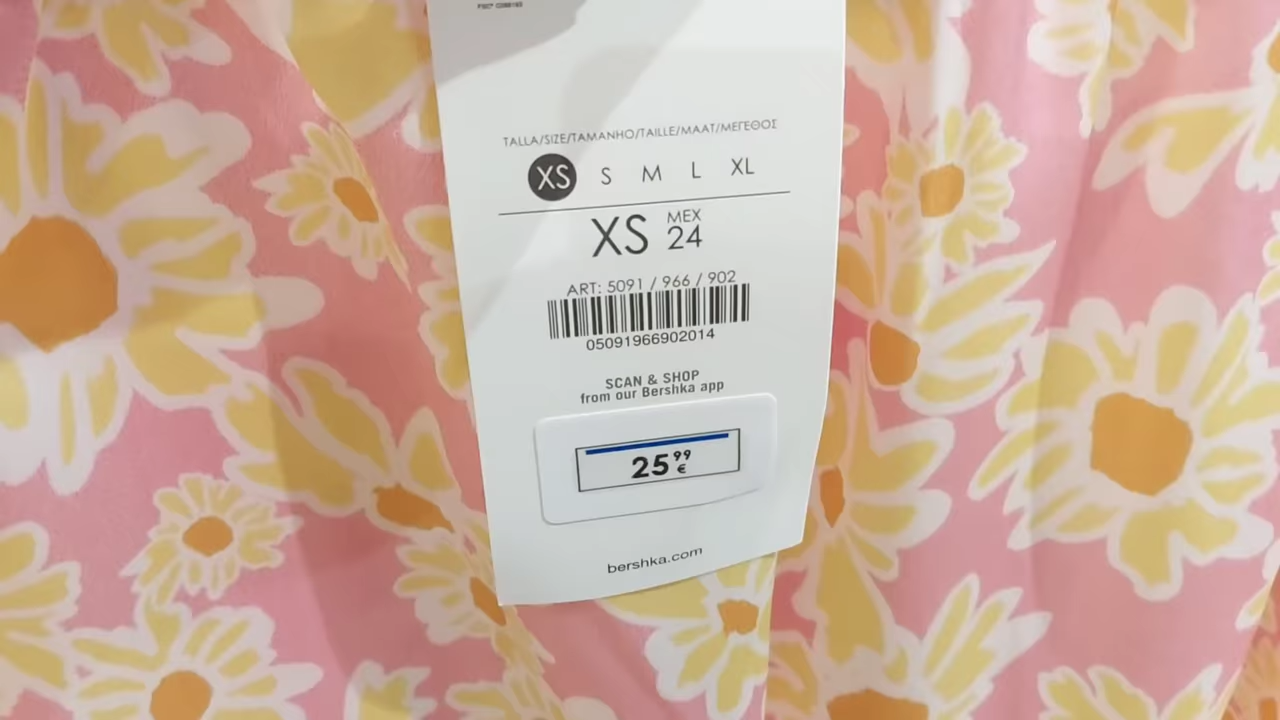 TALLA/SIZE/TAMANHO/TAILLE/MAAT/ΜΕΓΕΘΟΣ
XS S M L XL
XS MEX 24
ART: 5091 / 966 / 902
05091966902014
SCAN & SHOP
from our Bershka app
25 99 €
bershka.com